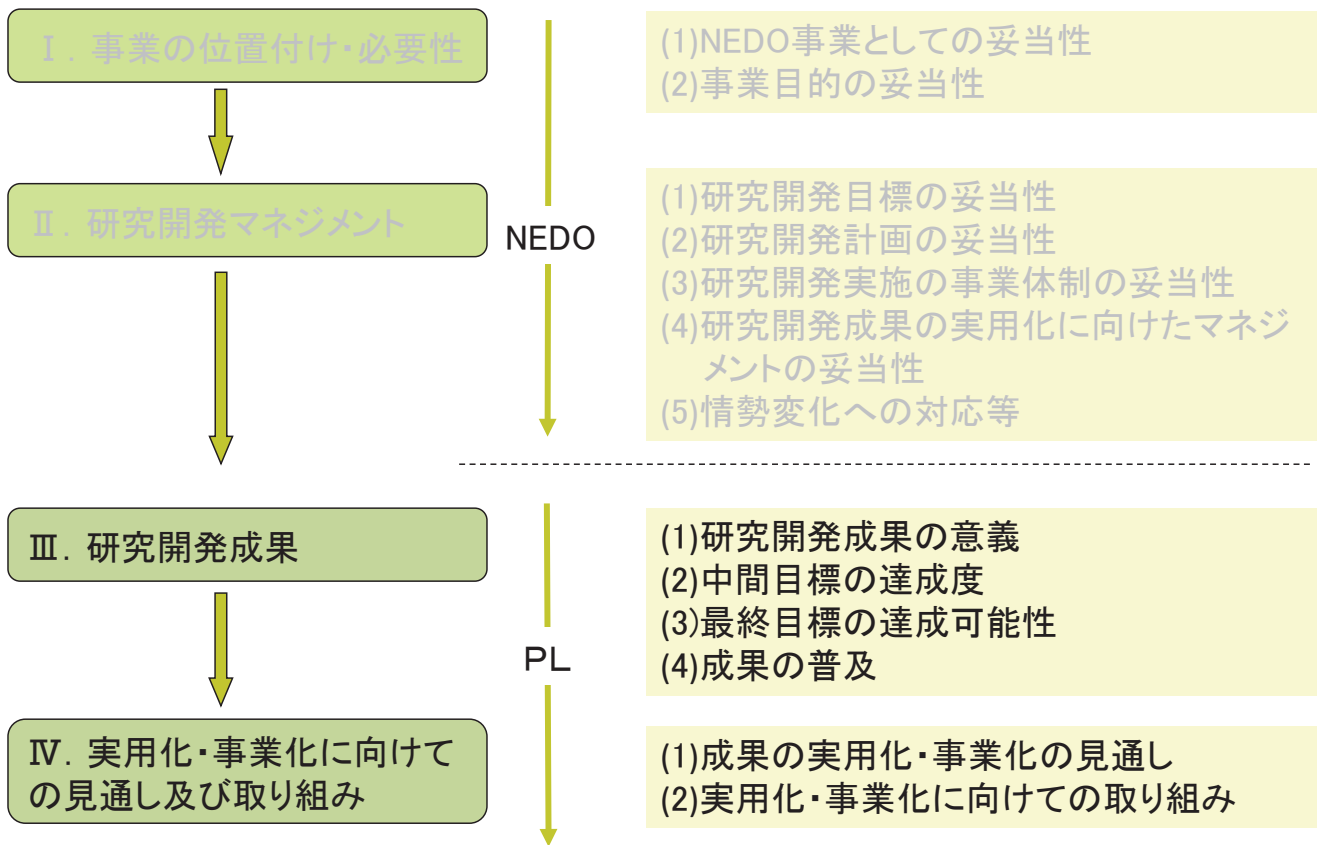 Ⅰ. 事業の位置付け・必要性
(1)NEDO事業としての妥当性
(2)事業目的の妥当性
Ⅱ. 研究開発マネジメント
NEDO
(1)研究開発目標の妥当性
(2)研究開発計画の妥当性
(3)研究開発実施の事業体制の妥当性
(4)研究開発成果の実用化に向けたマネジ
メントの妥当性
(5)情勢変化への対応等
Ⅲ. 研究開発成果
(1)研究開発成果の意義
(2)中間目標の達成度
(3)最終目標の達成可能性
(4)成果の普及
PL
Ⅳ. 実用化・事業化に向けて
の見通し及び取り組み
(1)成果の実用化・事業化の見通し
(2)実用化・事業化に向けての取り組み